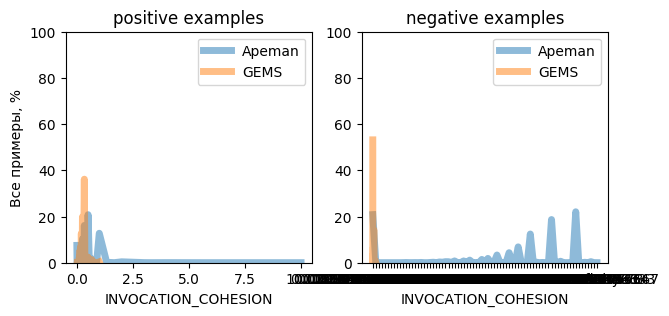 positive examples
negative examples
100
80
60
40
20
0
Apeman
GEMS
100
80
60
40
20
0
Apeman
GEMS
Все примеры, %
0.0 2.5 5.0 7.5
INVOCATION_COHESION
INVOCATION_COHESION